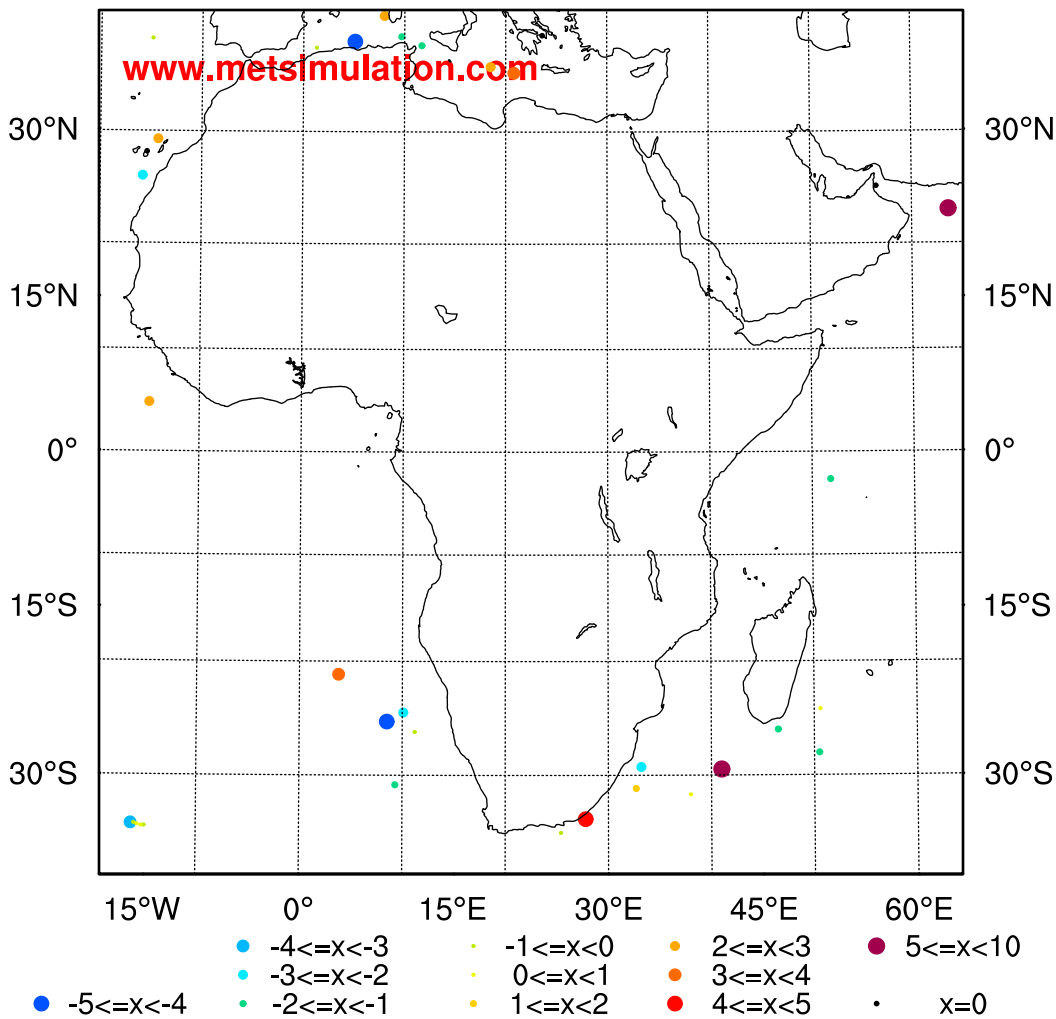 www.metsimulation.com
30°N 30°N
15°N 15°N
0° 0°
15°S 15°S
30°S 30°S
15°W 0° 15°E 30°E 45°E 60°E
-4<=x<-3 -1<=x<0 2<=x<3 5<=x<10
-3<=x<-2 0<=x<1 3<=x<4
-5<=x<-4 -2<=x<-1 1<=x<2 4<=x<5 x=0